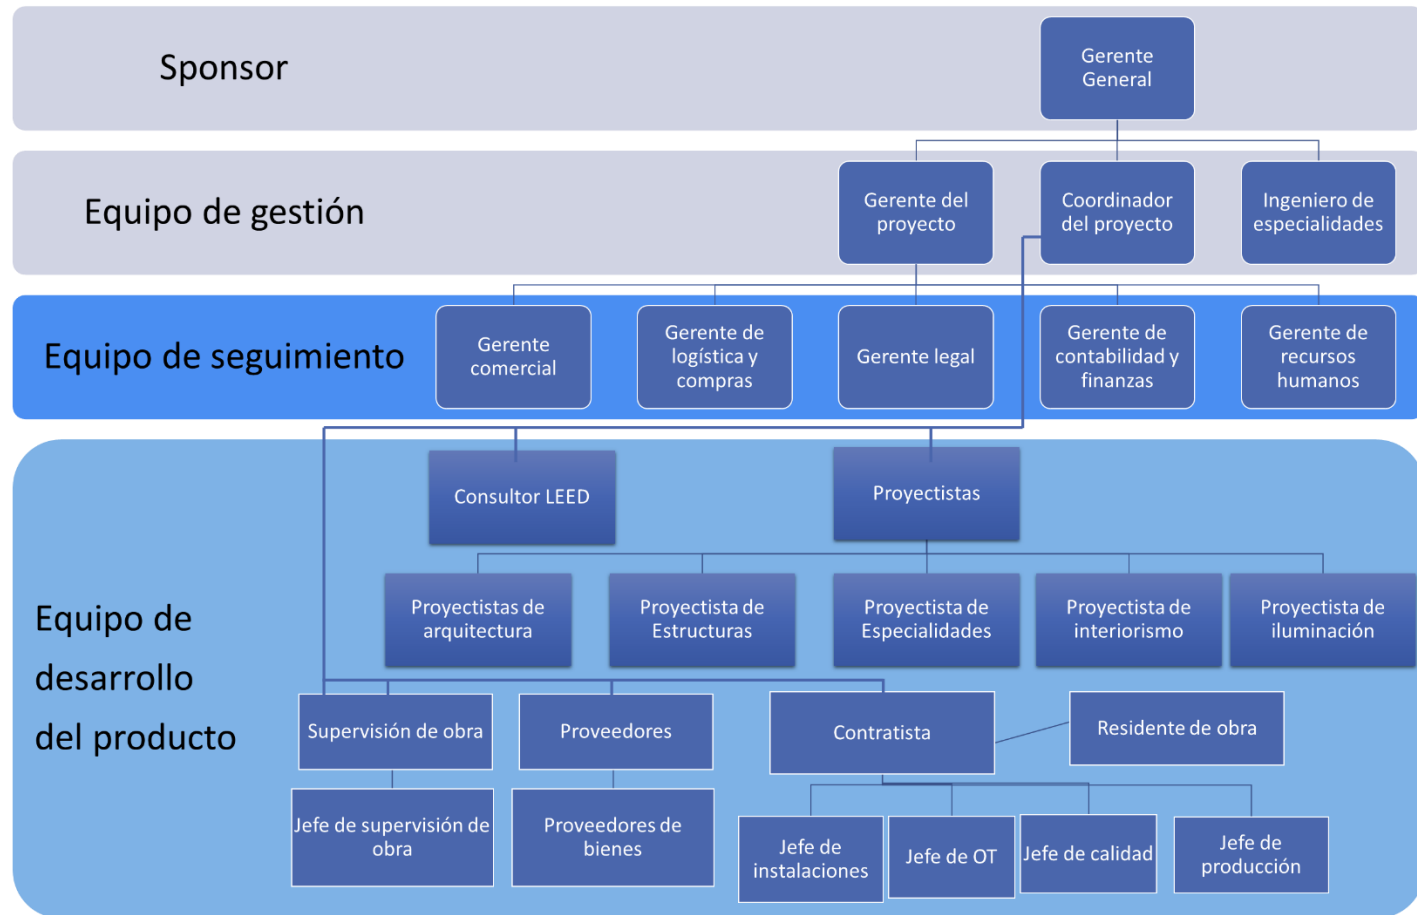 Sponsor
Gerente
General
Equipo de gestión
Gerente del
proyecto
Coordinador
del proyecto
Ingeniero de
especialidades
Equipo de seguimiento
Gerente
comercial
Gerente de
logística y
compras
Gerente legal
Gerente de
contabilidad y
finanzas
Gerente de
recursos
humanos
Equipo de
desarrollo
del producto
Consultor LEED
Proyectistas
Proyectistas de
arquitectura
Proyectista de
Estructuras
Proyectista de
Especialidades
Proyectista de
interiorismo
Proyectista de
iluminación
Supervisión de obra
Proveedores
Contratista
Residente de obra
Jefe de supervisión de
obra
Proveedores de
bienes
Jefe de
instalaciones
Jefe de OT
Jefe de calidad
Jefe de
producción